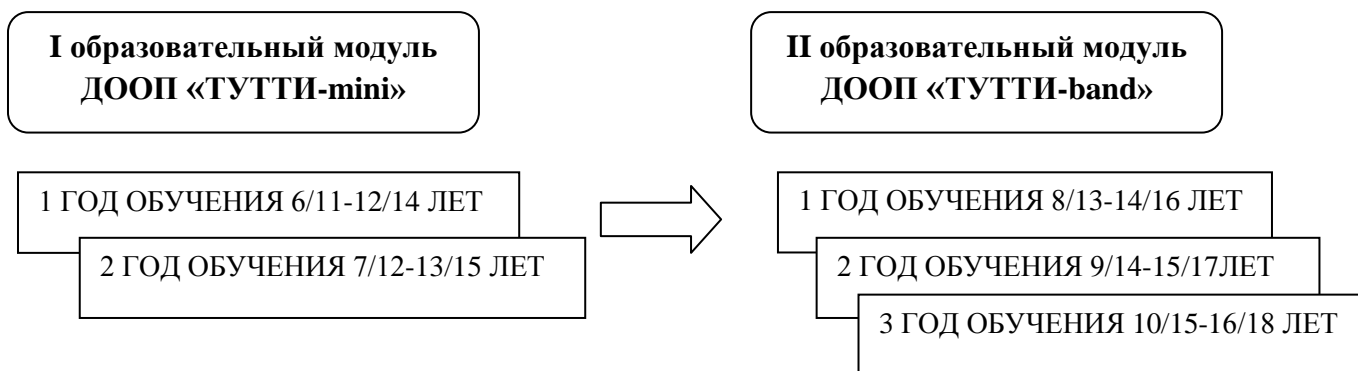 I образовательный модуль
ДООП «ТУТТИ-mini»
1 ГОД ОБУЧЕНИЯ 6/11-12/14 ЛЕТ
2 ГОД ОБУЧЕНИЯ 7/12-13/15 ЛЕТ
II образовательный модуль
ДООП «ТУТТИ-band»
1 ГОД ОБУЧЕНИЯ 8/13-14/16 ЛЕТ
2 ГОД ОБУЧЕНИЯ 9/14-15/17ЛЕТ
3 ГОД ОБУЧЕНИЯ 10/15-16/18 ЛЕТ